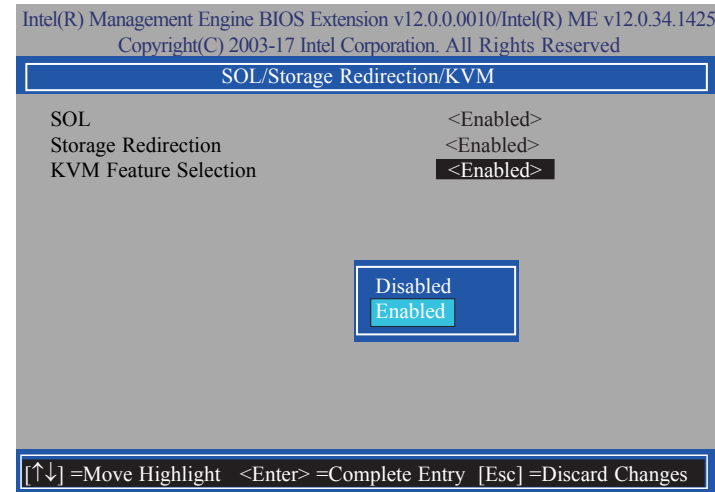 Intel(R) Management Engine BIOS Extension v12.0.0.0010/Intel(R) ME v12.0.34.1425
Copyright(C) 2003-17 Intel Corporation. All Rights Reserved
SOL/Storage Redirection/KVM
SOL <Enabled>
Storage Redirection <Enabled>
KVM Feature Selection <Enabled>
Disabled
Enabled
[↑↓] =Move Highlight <Enter> =Complete Entry [Esc] =Discard Changes